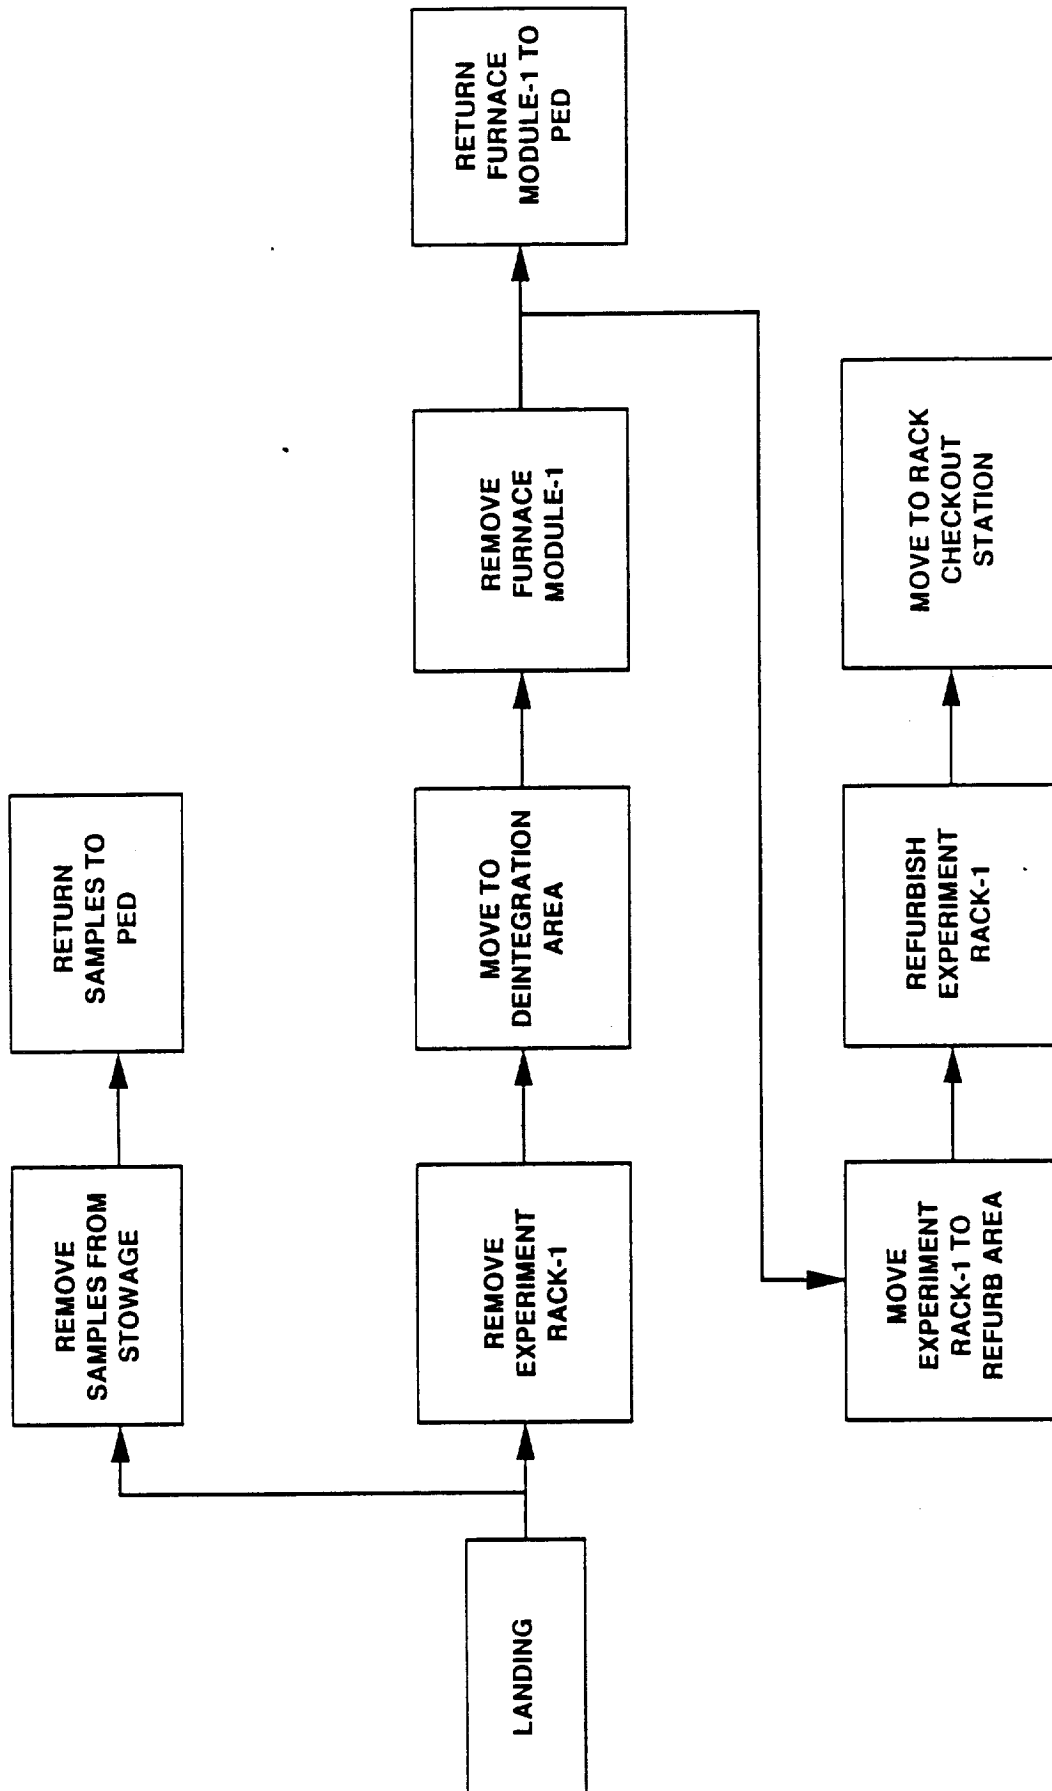 REMOVE
SAMPLES FROM
STOWAGE
RETURN
SAMPLES TO
PED
LANDING
REMOVE
EXPERIMENT
RACK-1
MOVE TO
DEINTEGRATION
AREA
REMOVE
FURNACE
MODULE-1
RETURN
FURNACE
MODULE-1 TO
PED
MOVE
EXPERIMENT
RACK-1 TO
REFURB AREA
REFURBISH
EXPERIMENT
RACK-1
MOVE TO RACK
CHECKOUT
STATION